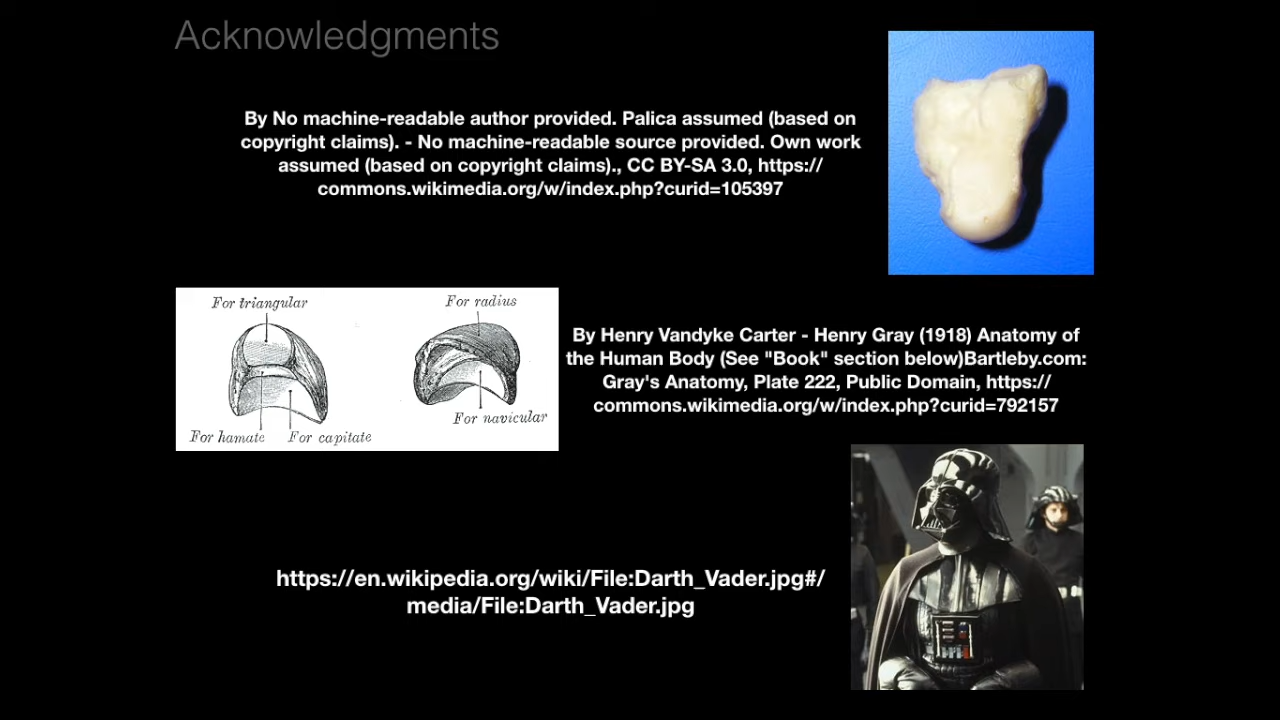 Acknowledgments
By No machine-readable author provided. Palica assumed (based on
copyright claims). - No machine-readable source provided. Own work
assumed (based on copyright claims)., CC BY-SA 3.0, https://
commons.wikimedia.org/w/index.php?curid=105397
For triangular
For radius
For hamate
For capitate
For navicular
By Henry Vandyke Carter - Henry Gray (1918) Anatomy of
the Human Body (See "Book" section below)Bartleby.com:
Gray's Anatomy, Plate 222, Public Domain, https://
commons.wikimedia.org/w/index.php?curid=792157
https://en.wikipedia.org/wiki/File:Darth_Vader.jpg#/
media/File:Darth_Vader.jpg